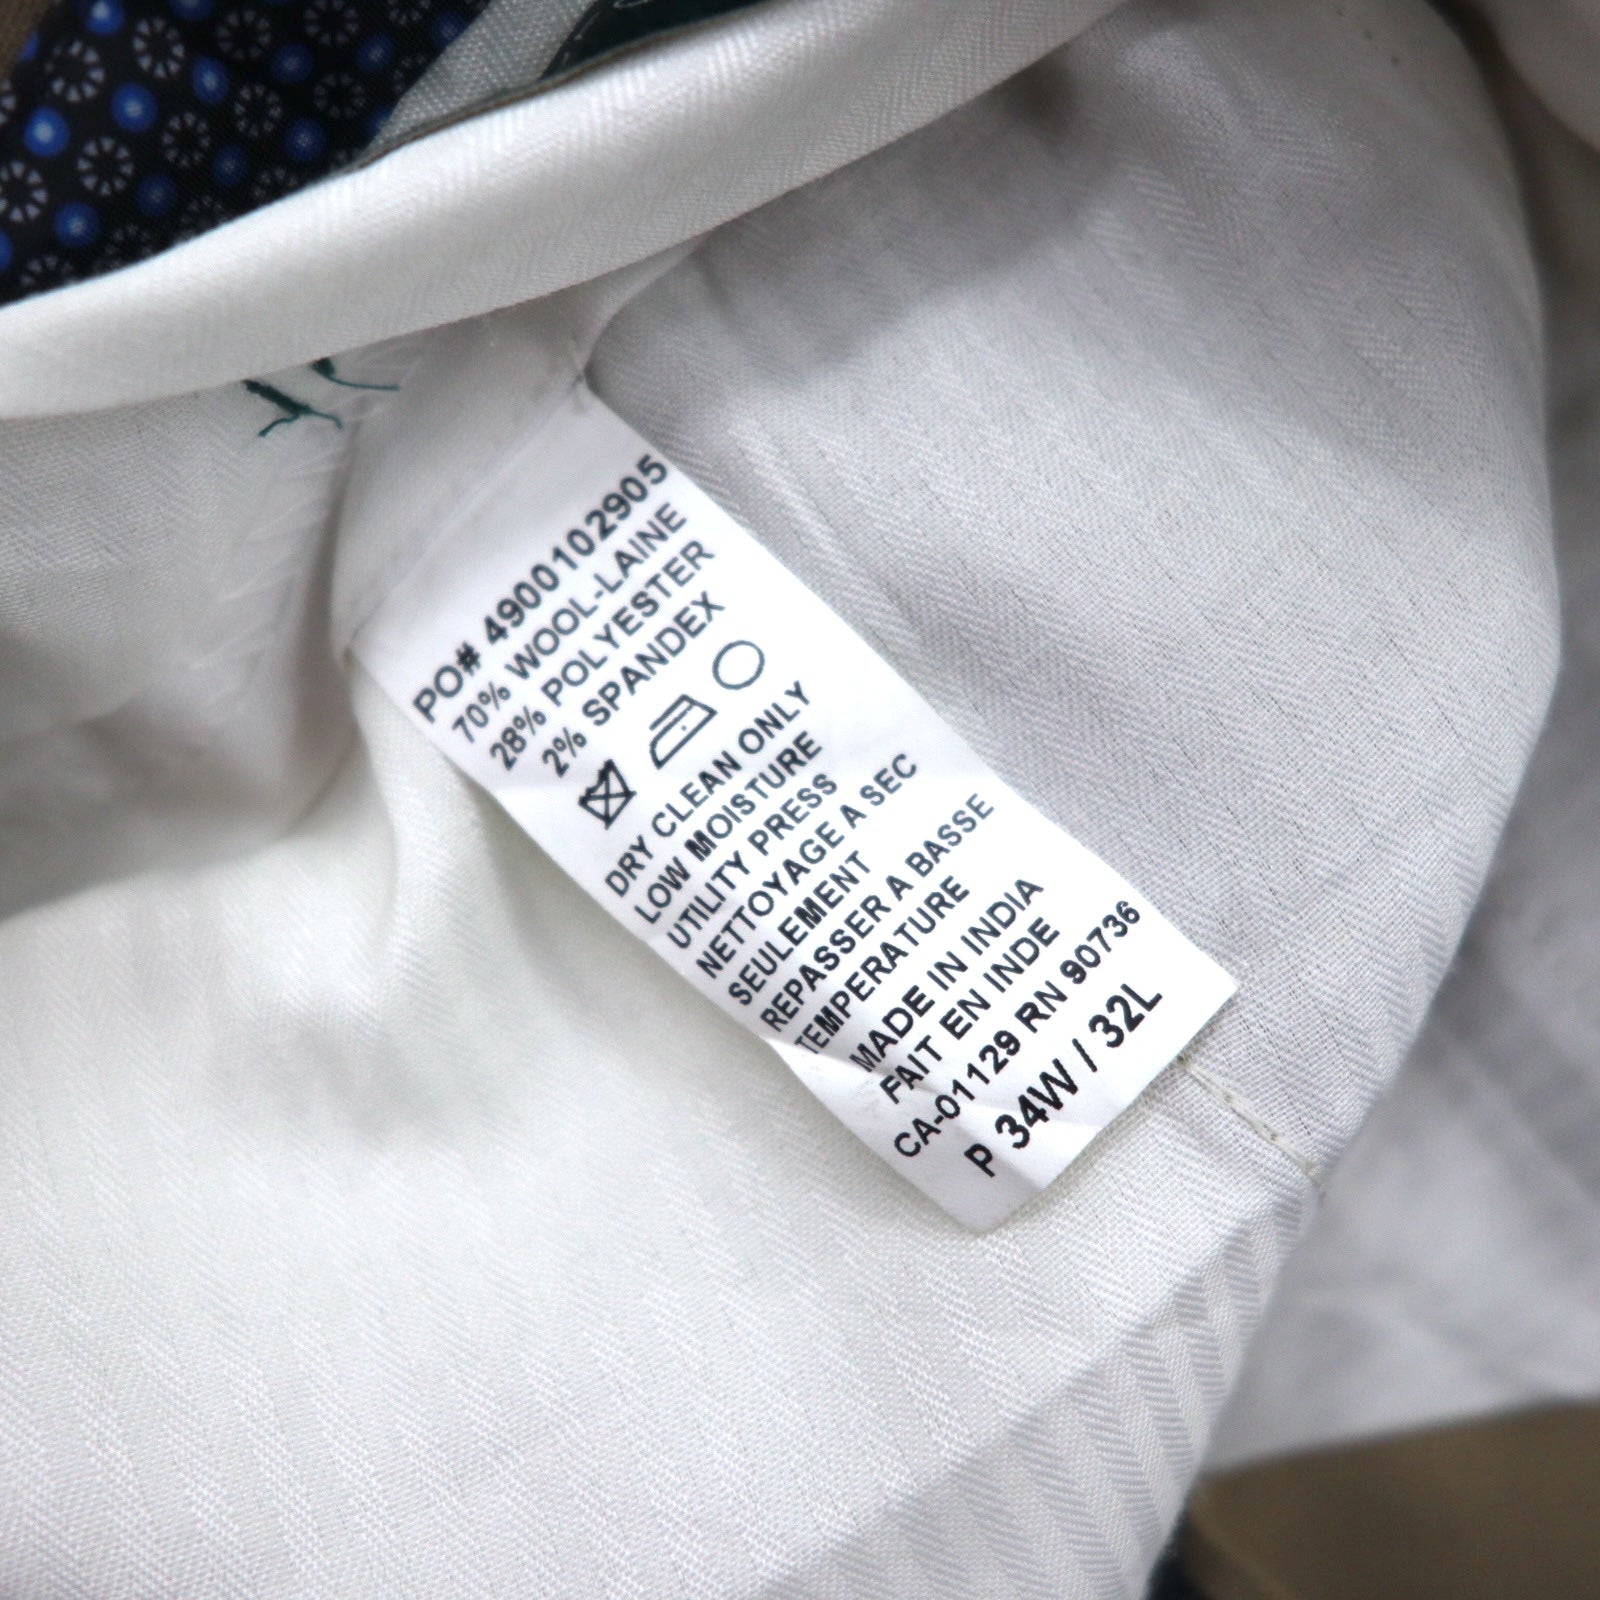 PO# 4900102905
70% WOOL-LAINE
28% POLYESTER
2% SPANDEX
DRY CLEAN ONLY
LOW MOISTURE
UTILITY PRESS
NETTOYAGE A SEC
SEULEMENT
REPASSER A BASSE
TEMPERATURE
MADE IN INDIA
FAIT EN INDE
CA-01129 RN 90736
P 34W / 32L